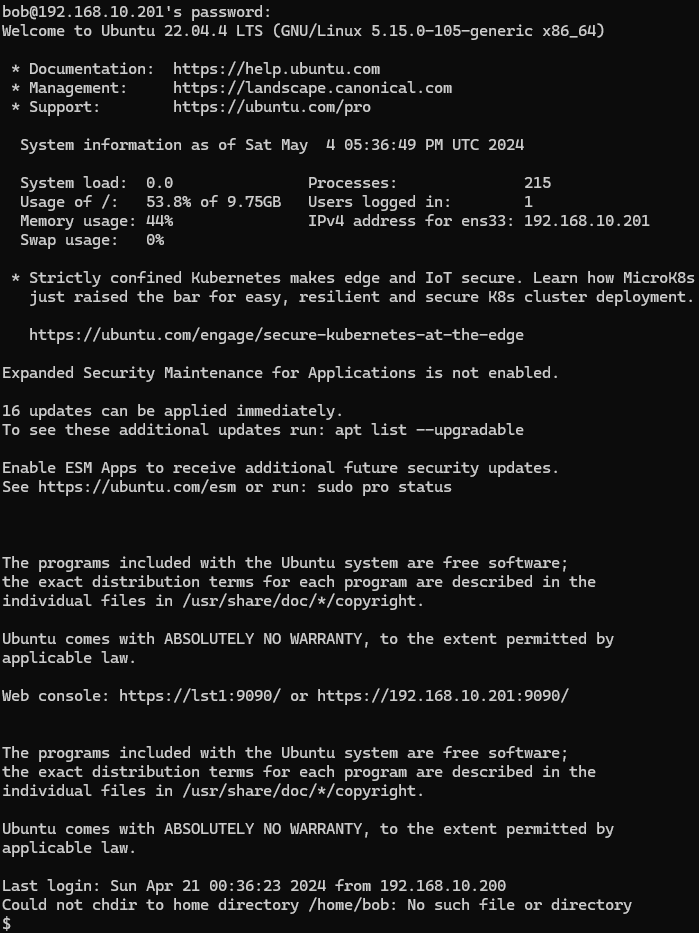 bob@192.168.10.201's password:
Welcome to Ubuntu 22.04.4 LTS (GNU/Linux 5.15.0-105-generic x86_64)
* Documentation:  https://help.ubuntu.com
* Management:     https://landscape.canonical.com
* Support:        https://ubuntu.com/pro
System information as of Sat May  4 05:36:49 PM UTC 2024
System load:  0.0               Processes:              215
Usage of /:   53.8% of 9.75GB   Users logged in:        1
Memory usage: 44%               IPv4 address for ens33: 192.168.10.201
Swap usage:   0%
* Strictly confined Kubernetes makes edge and IoT secure. Learn how MicroK8s
just raised the bar for easy, resilient and secure K8s cluster deployment.
https://ubuntu.com/engage/secure-kubernetes-at-the-edge
Expanded Security Maintenance for Applications is not enabled.
16 updates can be applied immediately.
To see these additional updates run: apt list --upgradable
Enable ESM Apps to receive additional future security updates.
See https://ubuntu.com/esm or run: sudo pro status
The programs included with the Ubuntu system are free software;
the exact distribution terms for each program are described in the
individual files in /usr/share/doc/*/copyright.
Ubuntu comes with ABSOLUTELY NO WARRANTY, to the extent permitted by
applicable law.
Web console: https://lst1:9090/ or https://192.168.10.201:9090/
The programs included with the Ubuntu system are free software;
the exact distribution terms for each program are described in the
individual files in /usr/share/doc/*/copyright.
Ubuntu comes with ABSOLUTELY NO WARRANTY, to the extent permitted by
applicable law.
Last login: Sun Apr 21 00:36:23 2024 from 192.168.10.200
Could not chdir to home directory /home/bob: No such file or directory
$